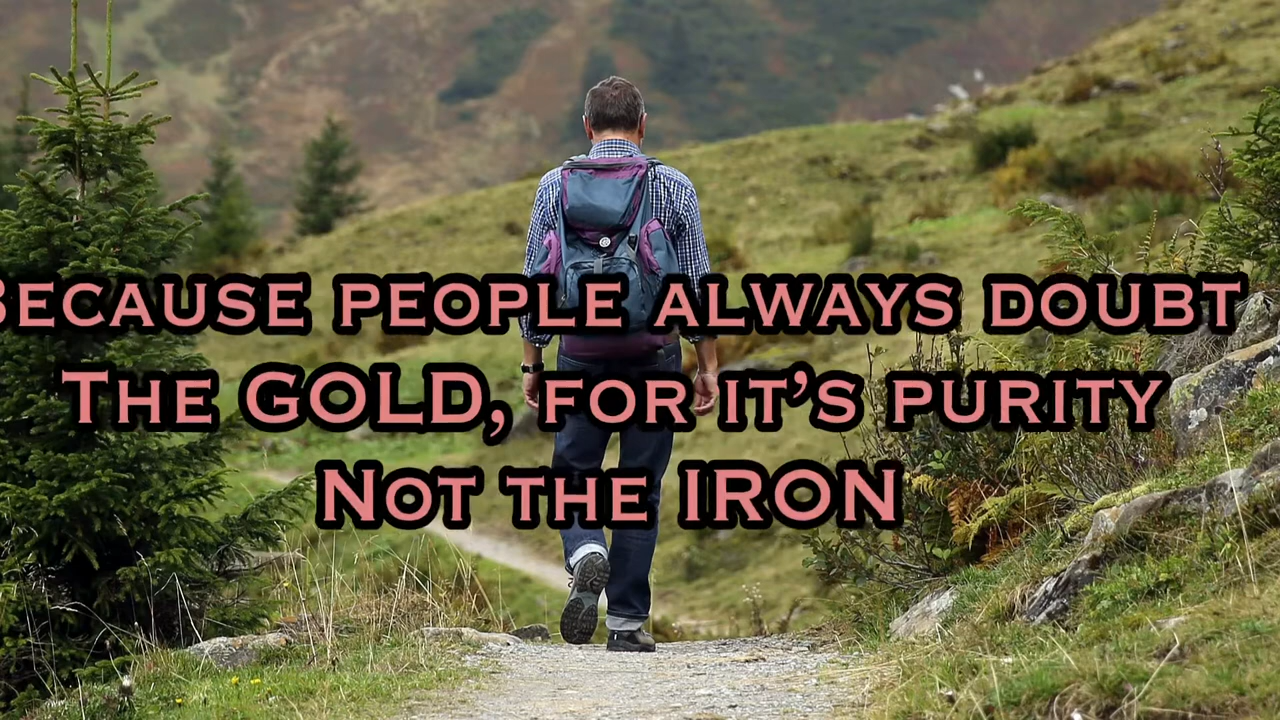 Because people always doubt
The GOLD, for it's purity
Not the IRON